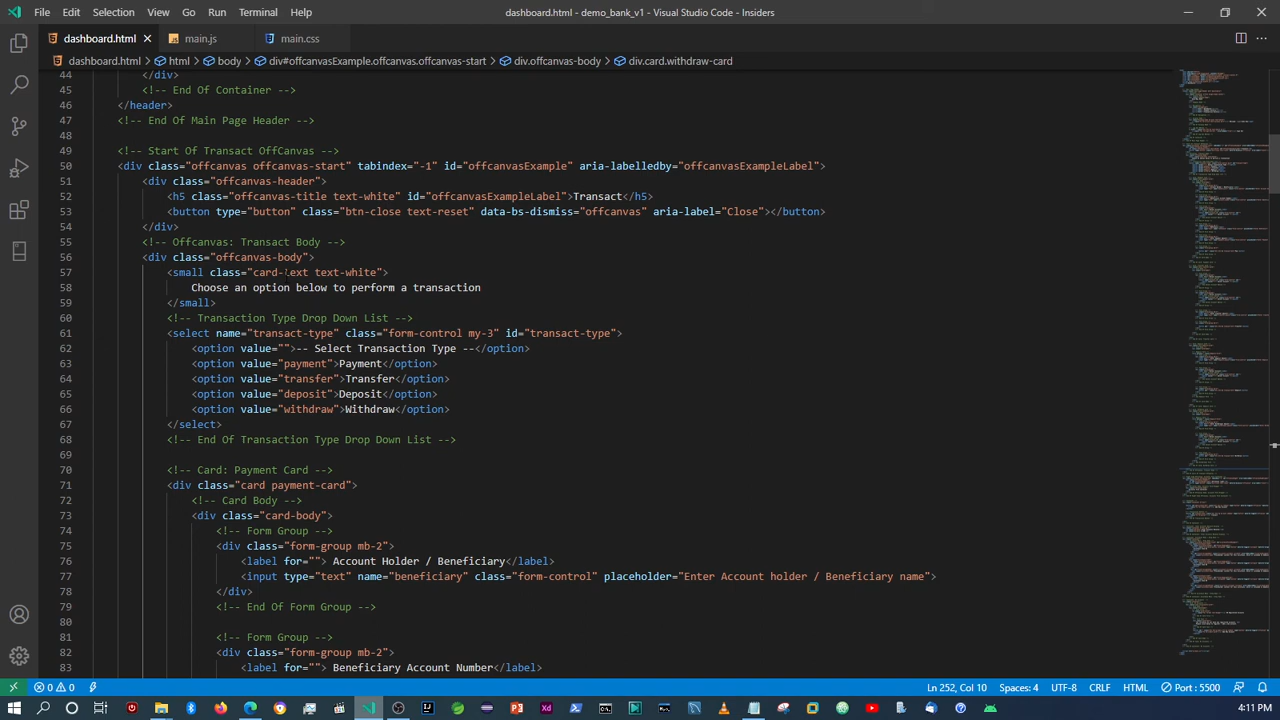 File Edit Selection View Go Run Terminal Help
dashboard.html - demo_bank_v1 - Visual Studio Code - Insiders
dashboard.html main.js main.css
dashboard.html > html > body > div#offcanvasExample.offcanvas.offcanvas-start > div.offcanvas-body > div.card.withdraw-card
44 </div>
45 <!-- End Of Container -->
46 </header>
47 <!-- End Of Main Page Header -->
48
49 <!-- Start Of Transact OffCanvas -->
50 <div class="offcanvas offcanvas-start" tabindex="-1" id="offcanvasExample" aria-labelledby="offcanvasExampleLabel">
51 <div class="offcanvas-header">
52 <h5 class="offcanvas-title text-white" id="offcanvasExampleLabel">Transact</h5>
53 <button type="button" class="btn-close text-reset" data-bs-dismiss="offcanvas" aria-label="Close"></button>
54 </div>
55 <!-- Offcanvas: Transact Body -->
56 <div class="offcanvas-body">
57 <small class="card-text text-white">
58 Choose an option below to perform a transaction
59 </small>
60 <!-- Transaction Type Drop Down List -->
61 <select name="transact-type" class="form-control my-3" id="transact-type">
62 <option value="">-- Select Transaction Type --</option>
63 <option value="payment">Payment</option>
64 <option value="transfer">Transfer</option>
65 <option value="deposit">Deposit</option>
66 <option value="withdraw">Withdraw</option>
67 </select>
68 <!-- End Of Transaction Type Drop Down List -->
69
70 <!-- Card: Payment Card -->
71 <div class="card payment-card">
72 <!-- Card Body -->
73 <div class="card-body">
74 <!-- Form Group -->
75 <div class="form-group mb-2">
76 <label for="">Account Holder / Beneficiary</label>
77 <input type="text" name="beneficiary" class="form-control" placeholder="Enter Account Holder / Beneficiary name">
78 </div>
79 <!-- End Of Form Group -->
80
81 <!-- Form Group -->
82 <div class="form-group mb-2">
83 <label for="">Beneficiary Account Number</label>
0 0 Ln 252, Col 10 Spaces: 4 UTF-8 CRLF HTML Port : 5500
4:11 PM